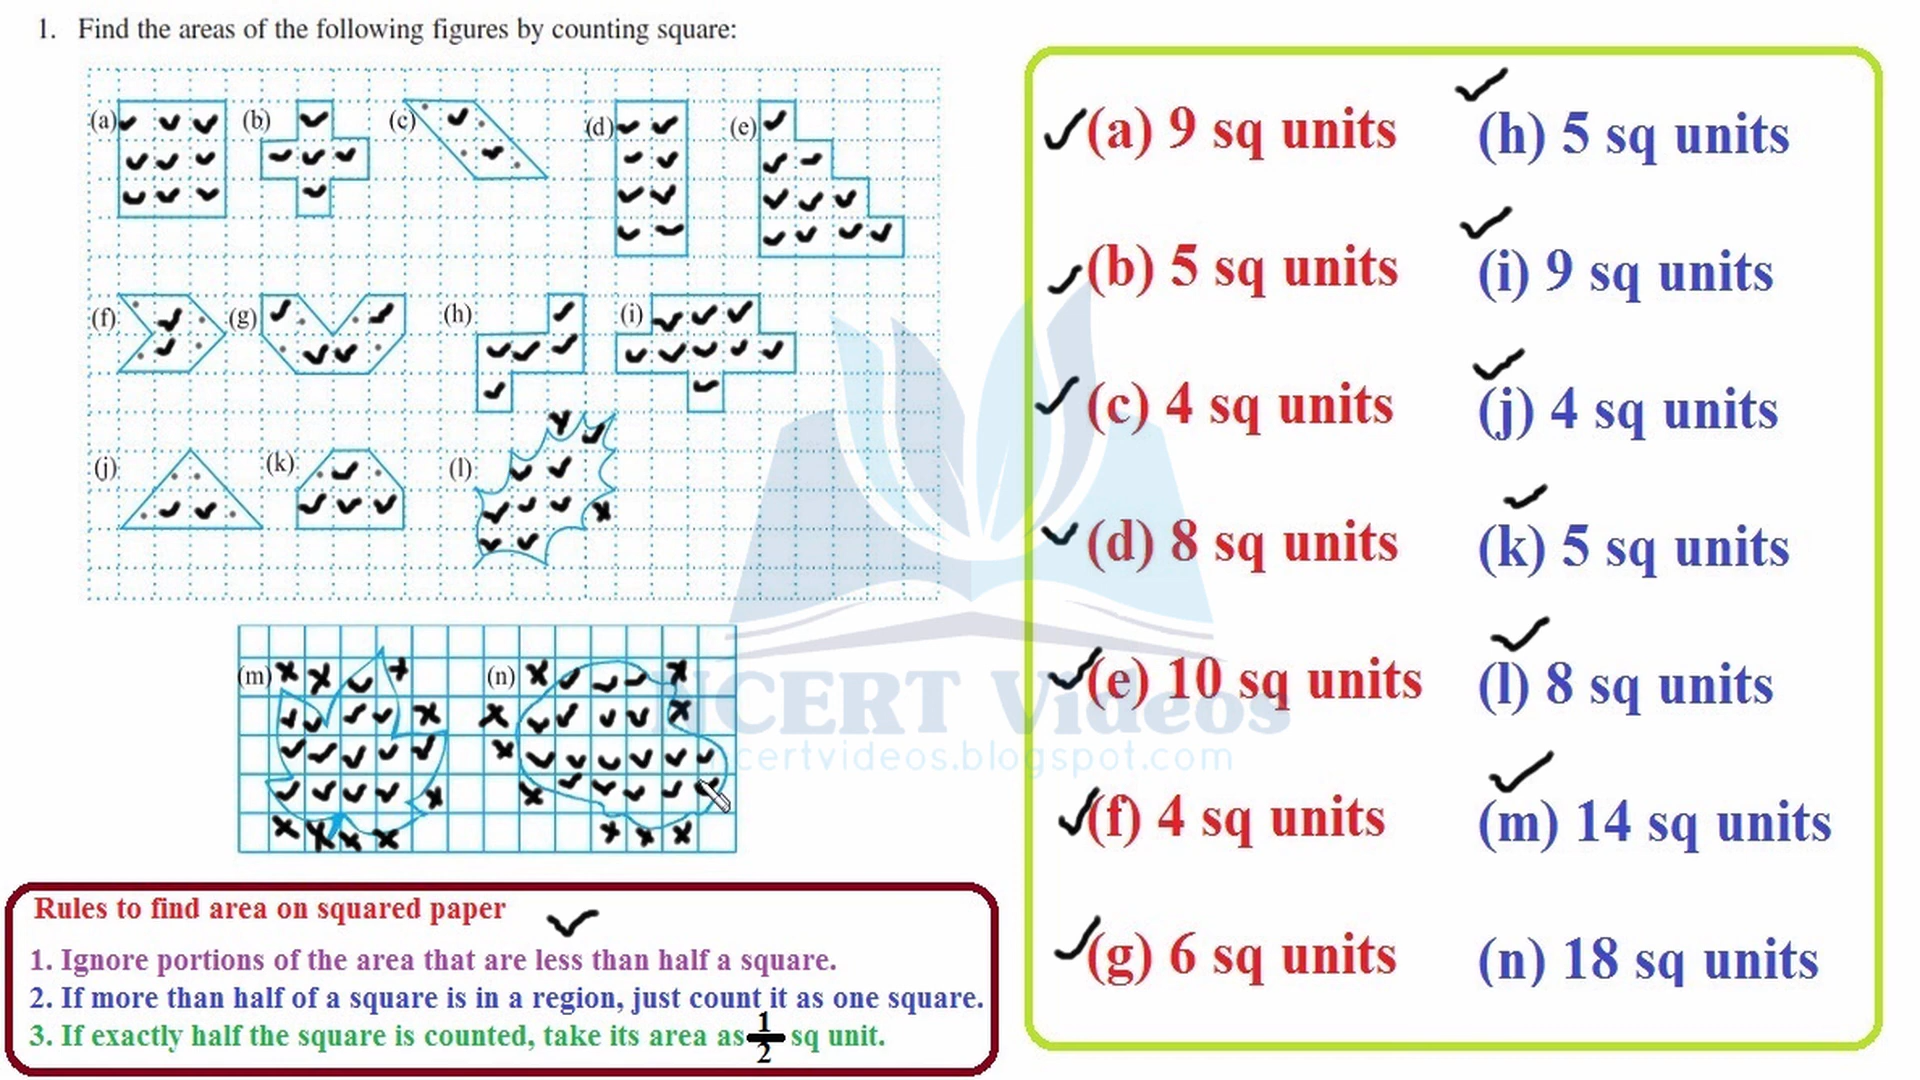 1. Find the areas of the following figures by counting square:
(a)
(b)
(c)
(d)
(e)
(f)
(g)
(h)
(i)
(j)
(k)
(l)
(m)
(n)
Rules to find area on squared paper
1. Ignore portions of the area that are less than half a square.
2. If more than half of a square is in a region, just count it as one square.
3. If exactly half the square is counted, take its area as 1/2 sq unit.
(a) 9 sq units
(b) 5 sq units
(c) 4 sq units
(d) 8 sq units
(e) 10 sq units
(f) 4 sq units
(g) 6 sq units
(h) 5 sq units
(i) 9 sq units
(j) 4 sq units
(k) 5 sq units
(l) 8 sq units
(m) 14 sq units
(n) 18 sq units
NCERT Videos
ncertvideos.blogspot.com